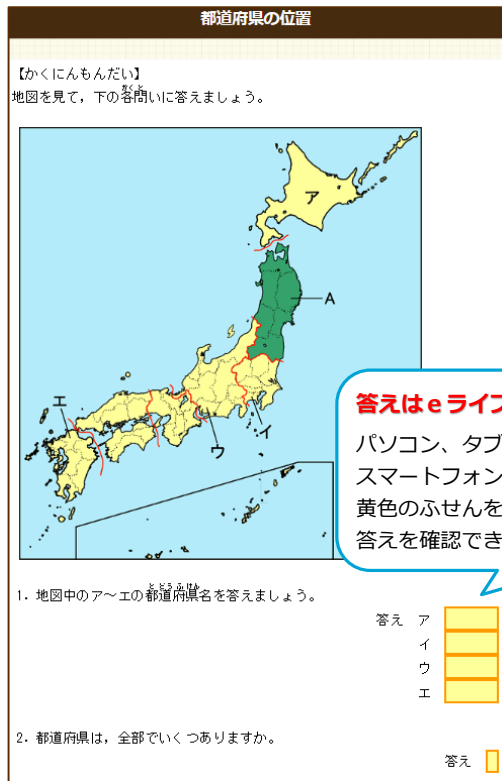 都道府県の位置
【かくにんもんだい】
地図を見て，下の各問いに答えましょう。
ア
A
エ
イ
ウ
答えはｅライブ
パソコン、タブ
スマートフォン
黄色のふせんを
答えを確認でき
1．地図中のア～エの都道府県名を答えましょう。
答え ア
イ
ウ
エ
2．都道府県は，全部でいくつありますか。
答え